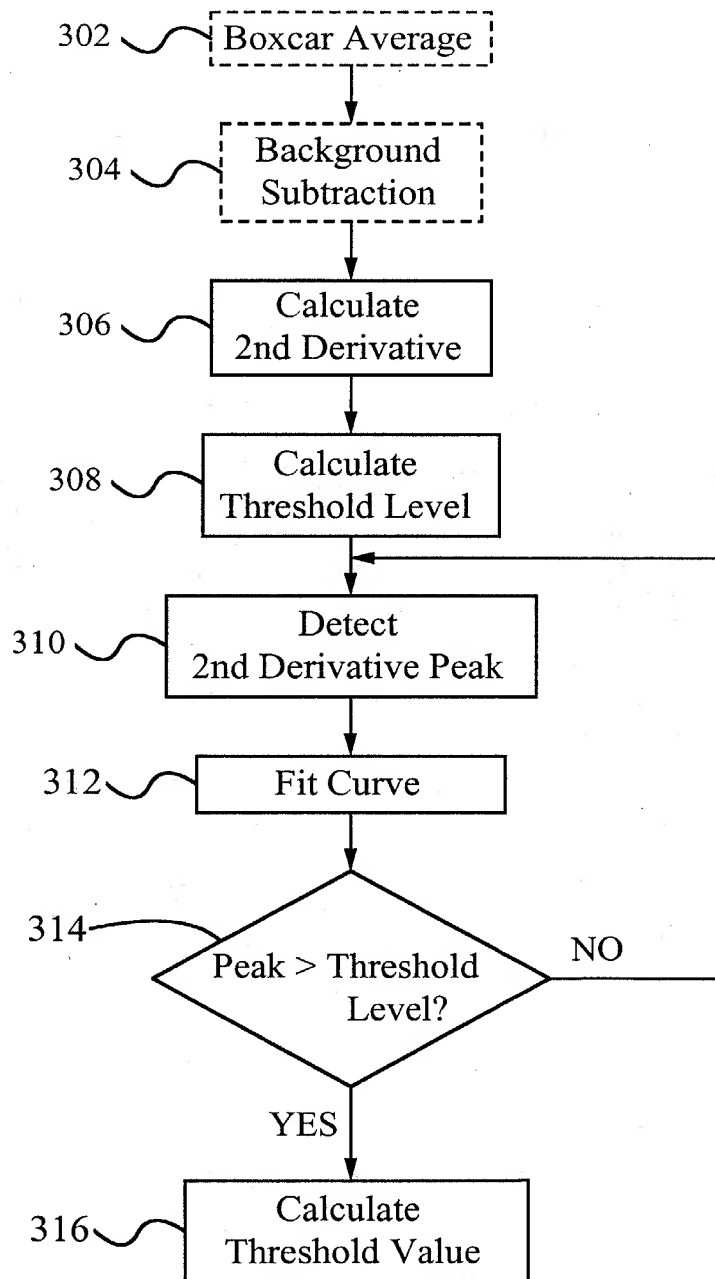 302
Boxcar Average
304
Background
Subtraction
306
Calculate
2nd Derivative
308
Calculate
Threshold Level
310
Detect
2nd Derivative Peak
312
Fit Curve
314
Peak > Threshold
Level?
NO
YES
316
Calculate
Threshold Value